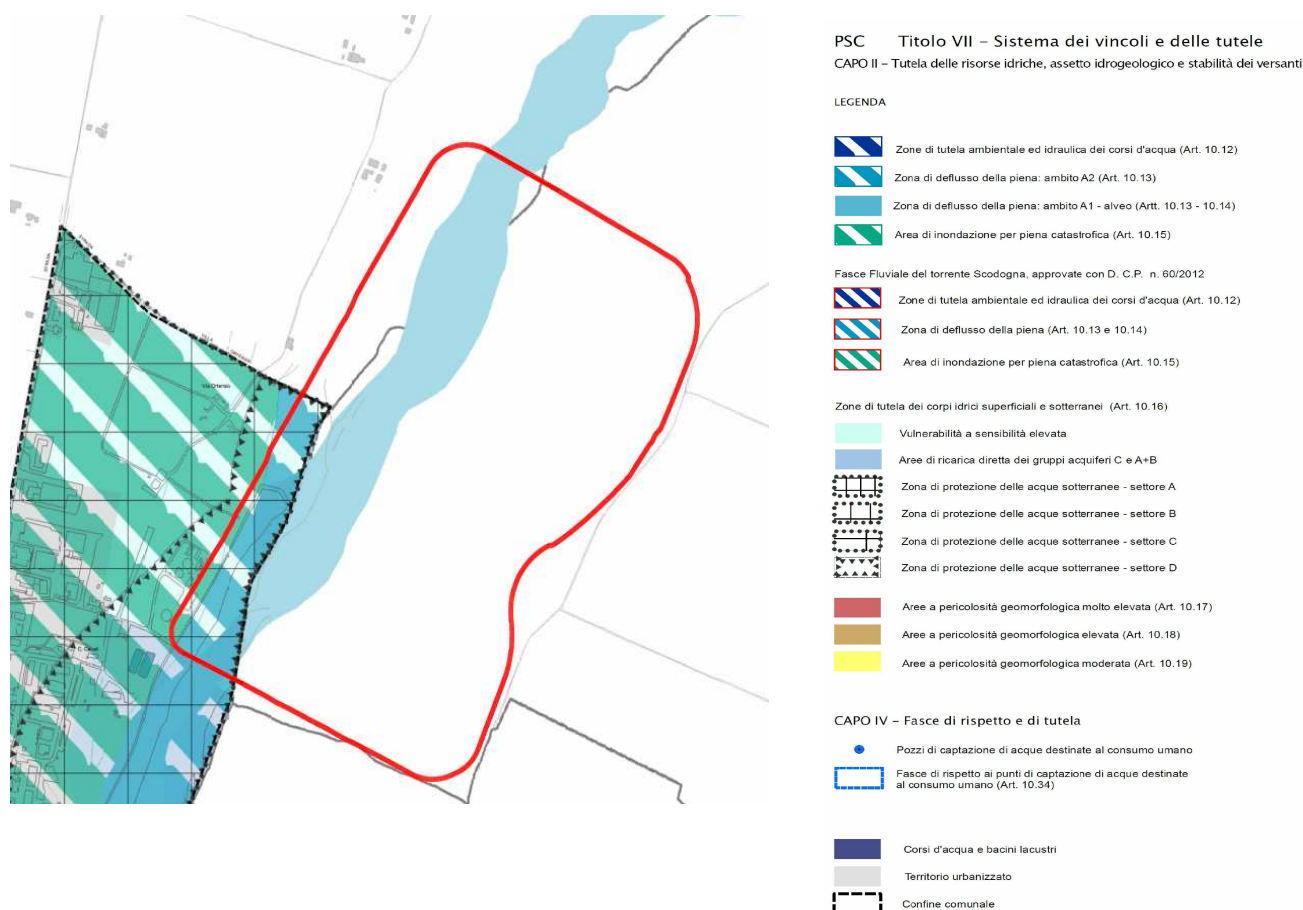 PSC Titolo VII – Sistema dei vincoli e delle tutele
CAPO II – Tutela delle risorse idriche, assetto idrogeologico e stabilità dei versanti
LEGENDA
Zone di tutela ambientale ed idraulica dei corsi d'acqua (Art. 10.12)
Zona di deflusso della piena: ambito A2 (Art. 10.13)
Zona di deflusso della piena: ambito A1 - alveo (Artt. 10.13 - 10.14)
Area di inondazione per piena catastrofica (Art. 10.15)
Fasce Fluviale del torrente Scodogna, approvate con D. C.P. n. 60/2012
Zone di tutela ambientale ed idraulica dei corsi d'acqua (Art. 10.12)
Zona di deflusso della piena (Art. 10.13 e 10.14)
Area di inondazione per piena catastrofica (Art. 10.15)
Zone di tutela dei corpi idrici superficiali e sotterranei (Art. 10.16)
Vulnerabilità a sensibilità elevata
Aree di ricarica diretta dei gruppi acquiferi C e A+B
Zona di protezione delle acque sotterranee - settore A
Zona di protezione delle acque sotterranee - settore B
Zona di protezione delle acque sotterranee - settore C
Zona di protezione delle acque sotterranee - settore D
Aree a pericolosità geomorfologica molto elevata (Art. 10.17)
Aree a pericolosità geomorfologica elevata (Art. 10.18)
Aree a pericolosità geomorfologica moderata (Art. 10.19)
CAPO IV – Fasce di rispetto e di tutela
Pozzi di captazione di acque destinate al consumo umano
Fasce di rispetto ai punti di captazione di acque destinate
al consumo umano (Art. 10.34)
Corsi d'acqua e bacini lacustri
Territorio urbanizzato
Confine comunale